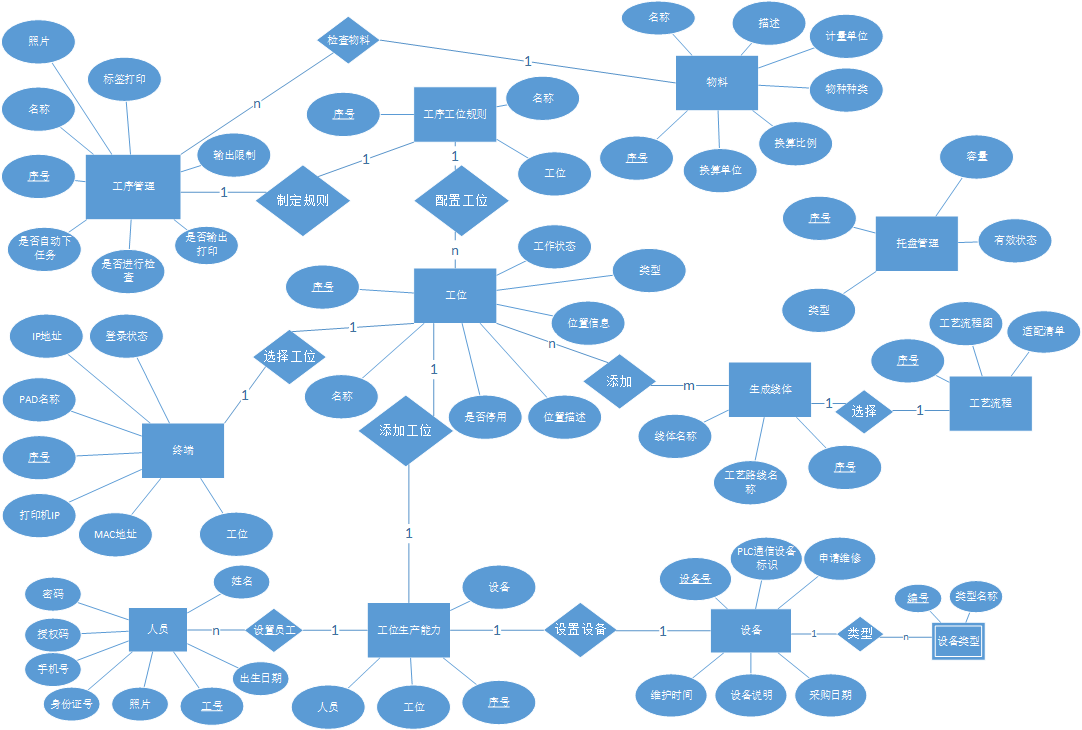 照片
标签打印
名称
序号
输出限制
工序管理
是否自动下
任务
是否进行检
查
是否输出
打印
检查物料
n
1
名称
描述
计量单位
物种种类
换算比例
换算单位
序号
物料
序号
工序工位规则
名称
工位
1
制定规则
1
1
配置工位
n
容量
序号
托盘管理
有效状态
类型
序号
工位
工作状态
类型
位置信息
名称
是否停用
位置描述
1
选择工位
1
n
添加
m
1
添加工位
1
IP地址
登录状态
PAD名称
序号
终端
打印机IP
MAC地址
工位
生成线体
线体名称
工艺路线名
称
序号
1
选择
1
工艺流程图
适配清单
序号
工艺流程
密码
姓名
授权码
人员
手机号
身份证号
照片
工号
出生日期
n
设置员工
1
工位生产能力
设备
人员
工位
序号
1
设置设备
1
设备号
PLC通信设备
标识
申请维修
设备
维护时间
设备说明
采购日期
1
类型
n
编号
类型名称
设备类型